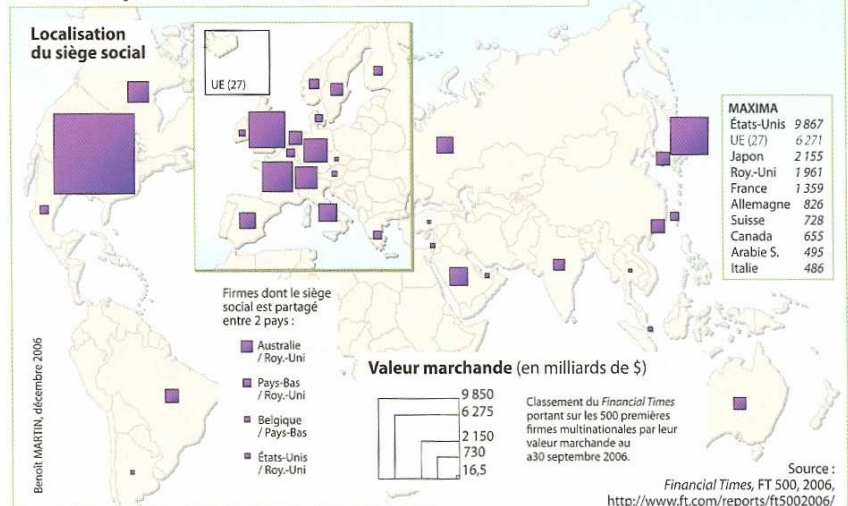 Localisation
du siège social
UE (27)
MAXIMA
États-Unis 9 867
UE (27) 6 271
Japon 2 155
Roy.-Uni 1 961
France 1 359
Allemagne 826
Suisse 728
Canada 655
Arabie S. 495
Italie 486
Firmes dont le siège
social est partagé
entre 2 pays :
Australie
/ Roy.-Uni
Pays-Bas
/ Roy.-Uni
Belgique
/ Pays-Bas
États-Unis
/ Roy.-Uni
Valeur marchande (en milliards de $)
9 850
6 275
2 150
730
16,5
Classement du Financial Times
portant sur les 500 premières
firmes multinationales par leur
valeur marchande au
a30 septembre 2006.
Source :
Financial Times, FT 500, 2006,
http://www.ft.com/reports/ft5002006/
Benoît MARTIN, décembre 2006